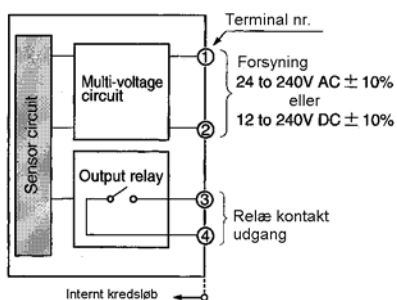 Terminal nr.
Sensor circuit
Multi-voltage
circuit
1
2
Forsyning
24 to 240V AC ± 10%
eller
12 to 240V DC ± 10%
Output relay
3
4
Relæ kontakt
udgang
Internt kredsløb